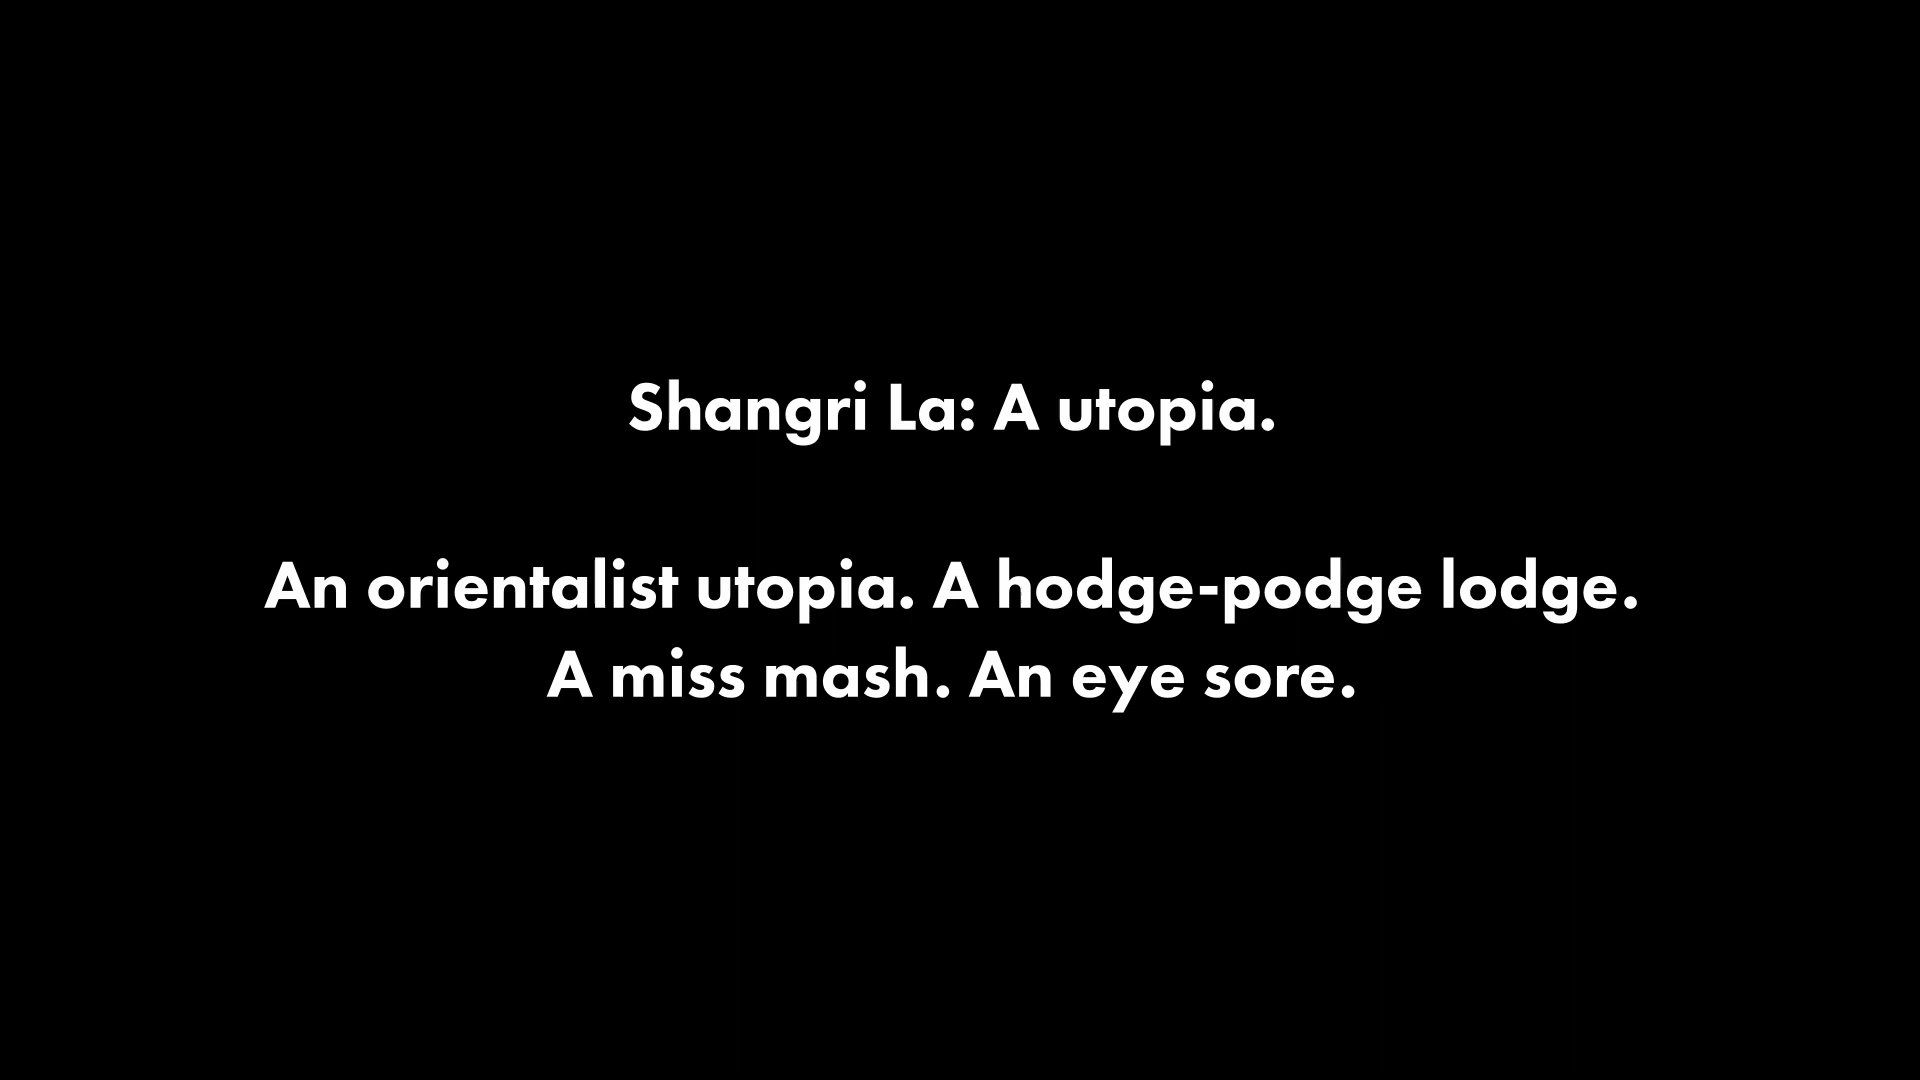 Shangri La: A utopia.
An orientalist utopia. A hodge-podge lodge.
A miss mash. An eye sore.